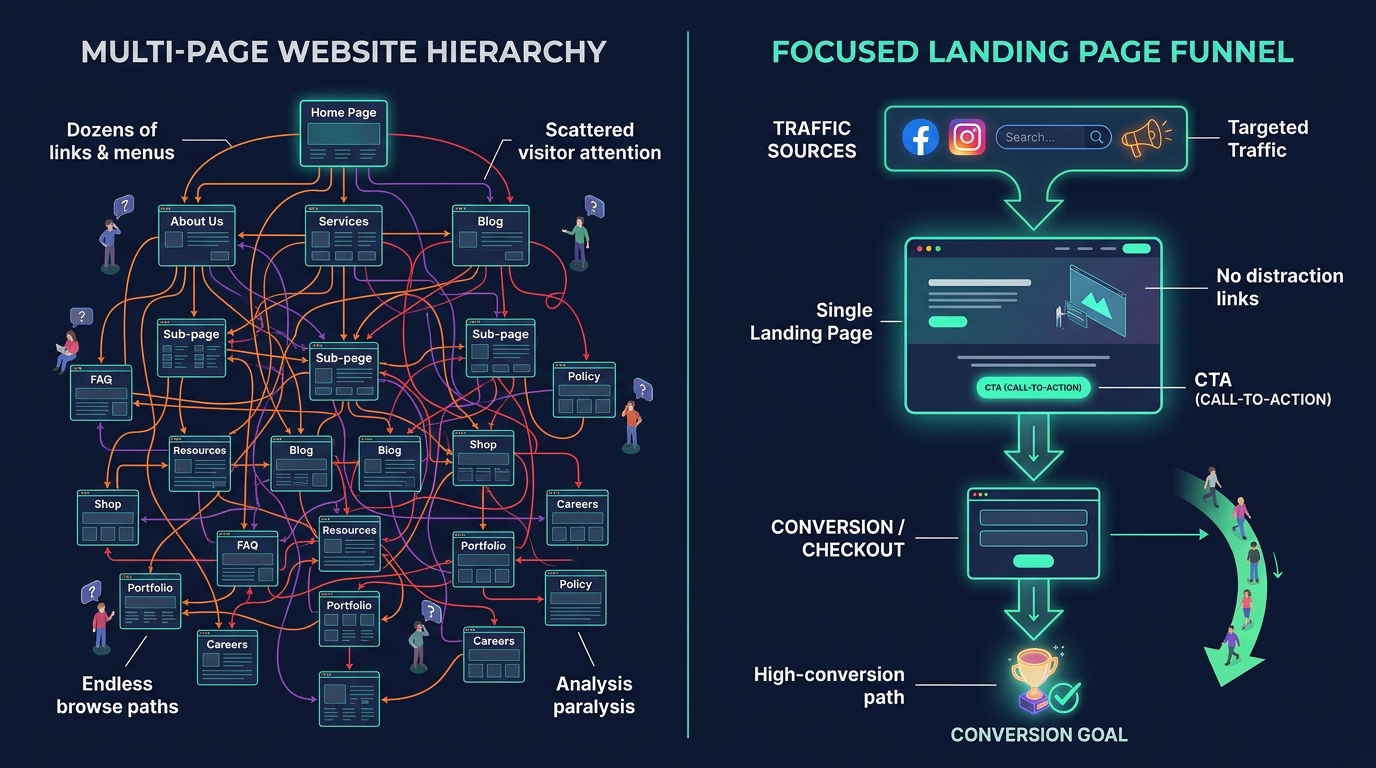 MULTI-PAGE WEBSITE HIERARCHY
Dozens of
links & menus
Home Page
Scattered
visitor attention
?
?
About Us
Services
Blog
?
Sub-page
Sub-pege
Sub-page
FAG
Policy
?
Resources
Blog
Biog
Shop
Shop
Careers
FAQ
Resources
Portfolio
?
Portfolio
Policy
Portfolio
?
Careers
Careers
Endless
browse paths
Analysis
paralysis
FOCUSED LANDING PAGE FUNNEL
TRAFFIC
SOURCES
f
Search...
Targeted
Traffic
Single
Landing Page
No distraction
links
CTA (CALL-TO-ACTION)
CTA
(CALL-TO-ACTION)
CONVERSION /
CHECKOUT
High-conversion
path
CONVERSION GOAL